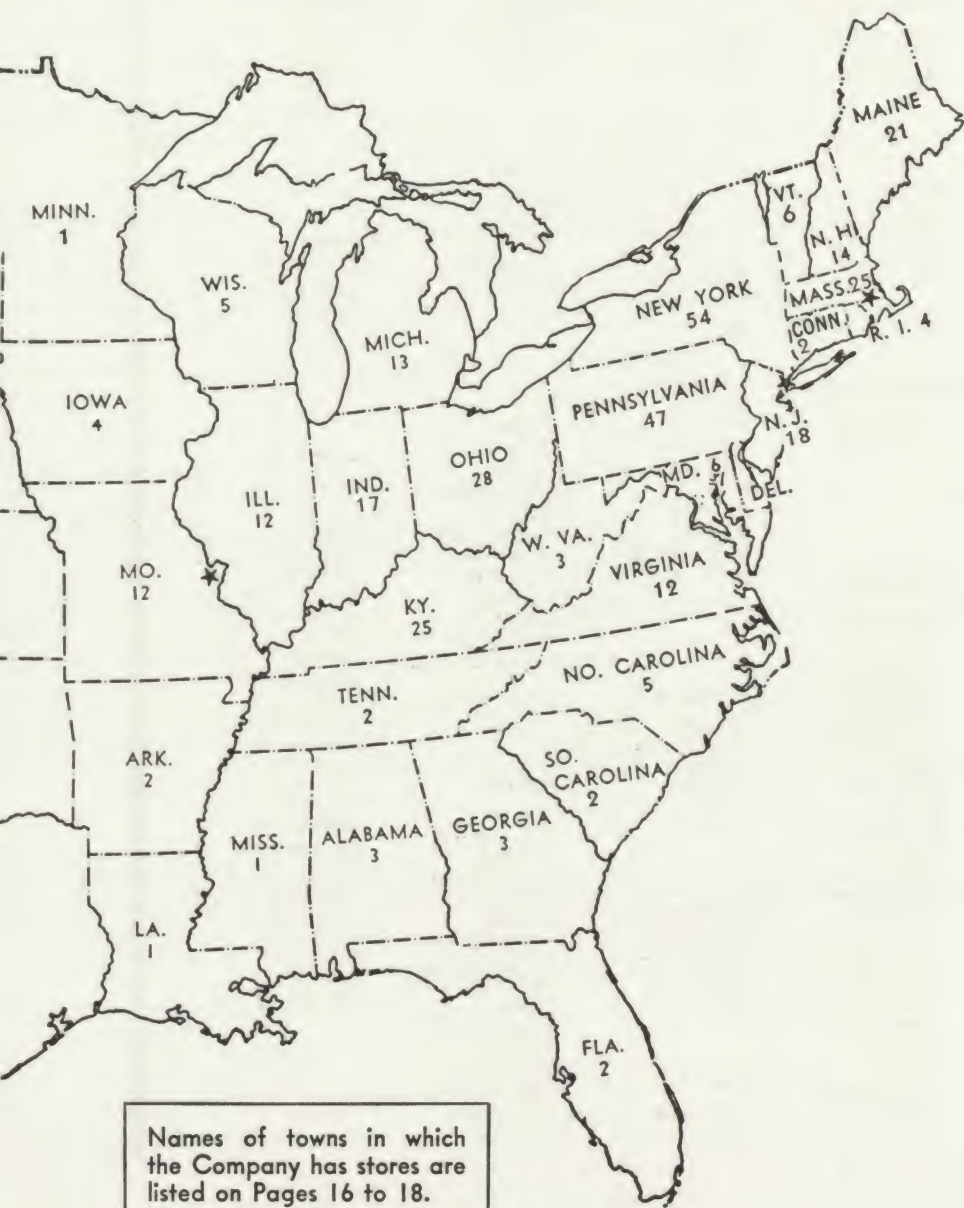 MAINE
21
VT.
6
N. H
14
MASS. 25
CONN
2
R. I. 4
NEW YORK
54
MINN.
1
WIS.
5
MICH.
13
PENNSYLVANIA
47
N. J.
18
IOWA
4
OHIO
28
MD. 6
DEL.
ILL.
12
IND.
17
W. VA.
3
VIRGINIA
12
MO.
12
KY.
25
NO. CAROLINA
5
TENN.
2
SO.
CAROLINA
2
ARK.
2
MISS.
1
ALABAMA
3
GEORGIA
3
LA.
1
FLA.
2
Names of towns in which
the Company has stores are
listed on Pages 16 to 18.